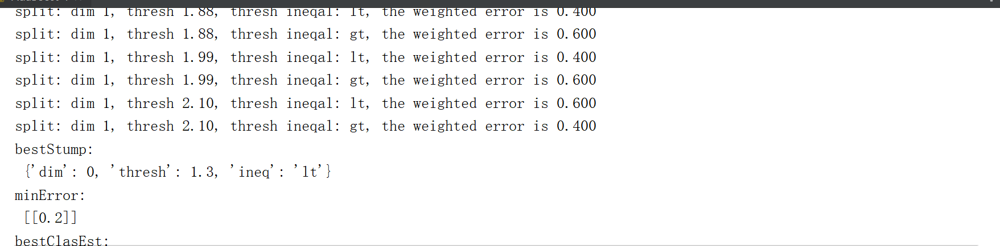 split: dim 1, thresh 1.88, thresh ineqal: lt, the weighted error is 0.400
split: dim 1, thresh 1.88, thresh ineqal: gt, the weighted error is 0.600
split: dim 1, thresh 1.99, thresh ineqal: lt, the weighted error is 0.400
split: dim 1, thresh 1.99, thresh ineqal: gt, the weighted error is 0.600
split: dim 1, thresh 2.10, thresh ineqal: lt, the weighted error is 0.600
split: dim 1, thresh 2.10, thresh ineqal: gt, the weighted error is 0.400
bestStump:
{'dim': 0, 'thresh': 1.3, 'ineq': 'lt'}
minError:
[[0.2]]
bestClasEst: